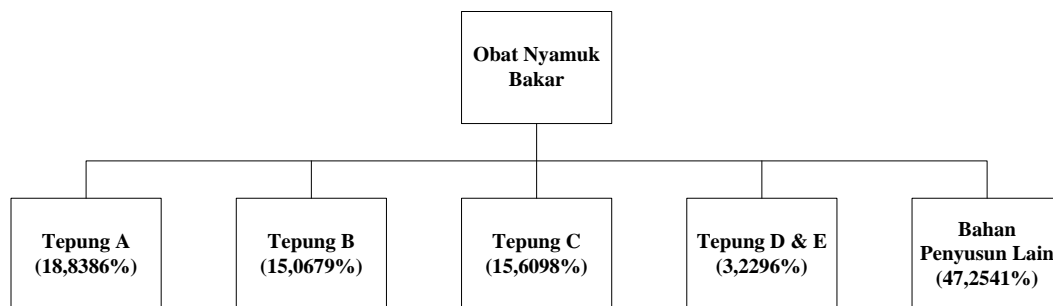 Obat Nyamuk
Bakar
Tepung A
(18,8386%)
Tepung B
(15,0679%)
Tepung C
(15,6098%)
Tepung D & E
(3,2296%)
Bahan
Penyusun Lain
(47,2541%)